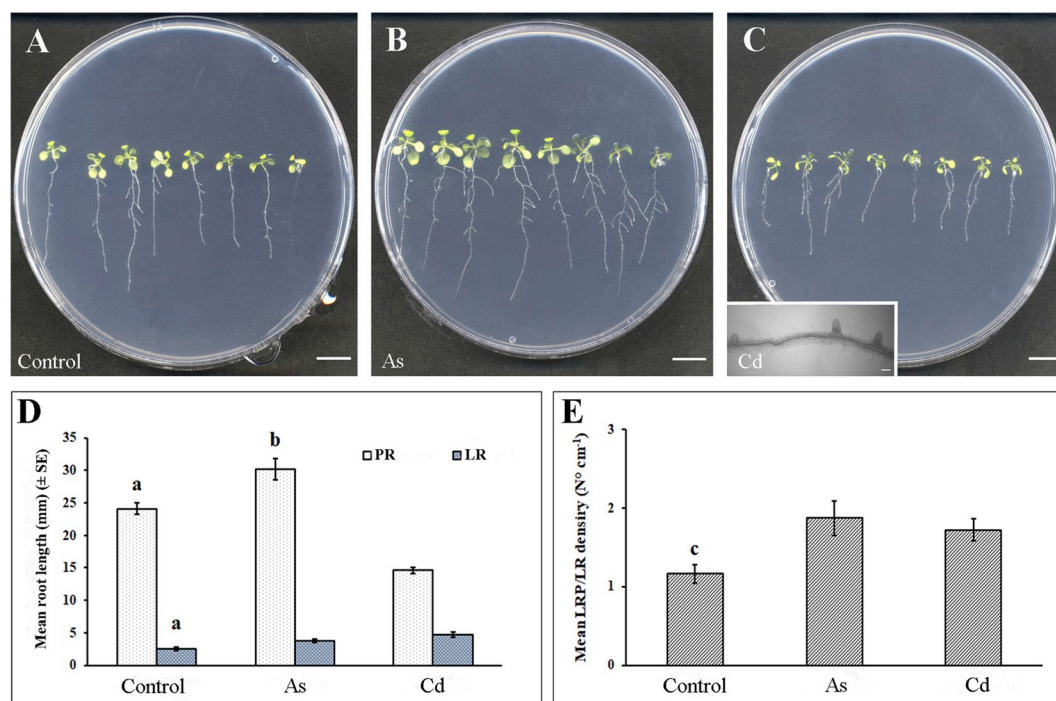 A
B
C
Control
As
Cd
D
E
Mean root length (mm) (± SE)
35
30
25
20
15
10
5
0
a
b
a
PR
LR
Control
As
Cd
Mean LRP/LR densiry (N° cm⁻¹)
3
2
1
0
c
Control
As
Cd